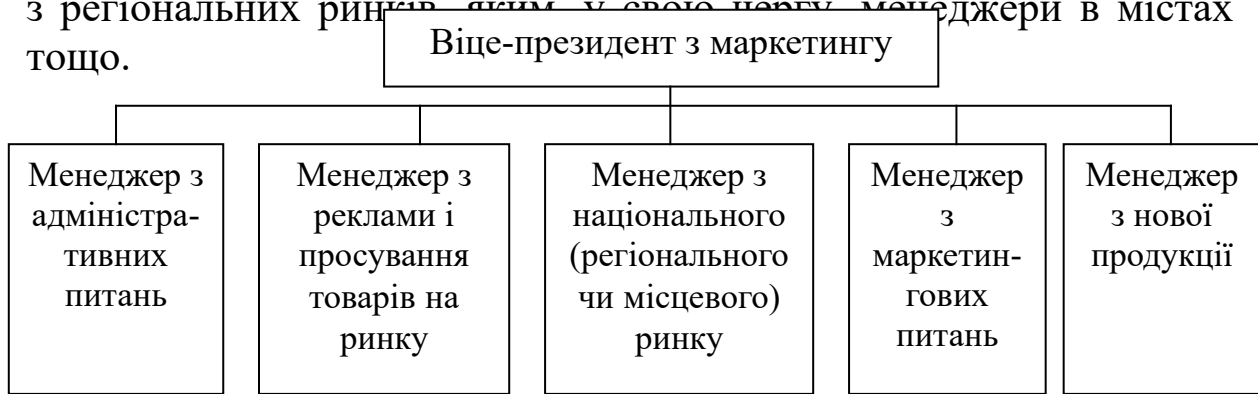 з регіональних ринків, яким, у свою чергу, менеджери в містах
тощо.
Віце-президент з маркетингу
Менеджер з
адміністра-
тивних
питань
Менеджер з
реклами і
просування
товарів на
ринку
Менеджер з
національного
(регіонального
чи місцевого)
ринку
Менеджер
з
маркетин-
гових
питань
Менеджер
з нової
продукції